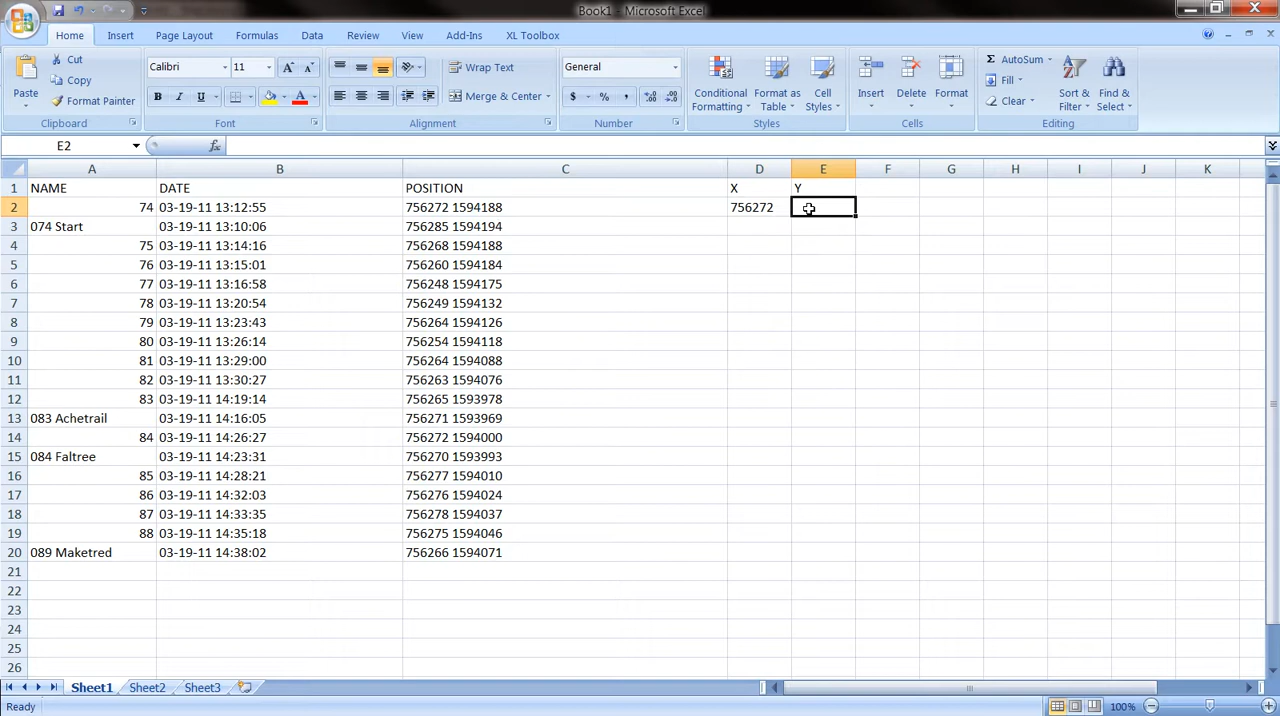 Book1 - Microsoft Excel
Home Insert Page Layout Formulas Data Review View Add-Ins XL Toolbox
Paste
Cut
Copy
Format Painter
Clipboard
Calibri 11
B I U
Font
Wrap Text
Merge & Center
Alignment
General
$ % ,
Number
Conditional Formatting
Format as Table
Cell Styles
Styles
Insert Delete Format
Cells
Σ AutoSum
Fill
Clear
Sort & Filter
Find & Select
Editing
E2 fx
A B C D E F G H I J K
1 NAME DATE POSITION X Y
2 74 03-19-11 13:12:55 756272 1594188 756272
3 074 Start 03-19-11 13:10:06 756285 1594194
4 75 03-19-11 13:14:16 756268 1594188
5 76 03-19-11 13:15:01 756260 1594184
6 77 03-19-11 13:16:58 756248 1594175
7 78 03-19-11 13:20:54 756249 1594132
8 79 03-19-11 13:23:43 756264 1594126
9 80 03-19-11 13:26:14 756254 1594118
10 81 03-19-11 13:29:00 756264 1594088
11 82 03-19-11 13:30:27 756263 1594076
12 83 03-19-11 14:19:14 756265 1593978
13 083 Achetrail 03-19-11 14:16:05 756271 1593969
14 84 03-19-11 14:26:27 756272 1594000
15 084 Faltree 03-19-11 14:23:31 756270 1593993
16 85 03-19-11 14:28:21 756277 1594010
17 86 03-19-11 14:32:03 756276 1594024
18 87 03-19-11 14:33:35 756278 1594037
19 88 03-19-11 14:35:18 756275 1594046
20 089 Maketred 03-19-11 14:38:02 756266 1594071
21
22
23
24
25
26
Sheet1 Sheet2 Sheet3
Ready 100%